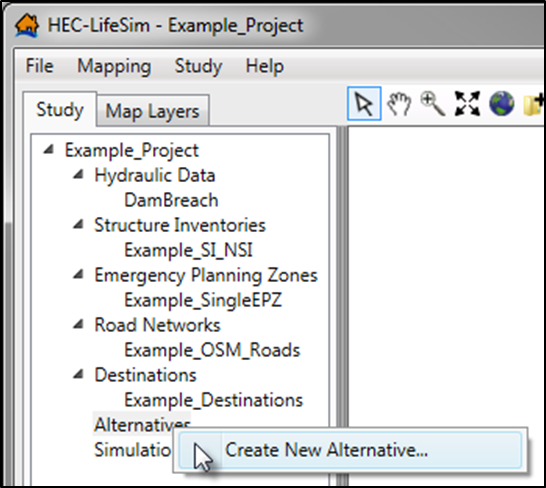 HEC-LifeSim - Example_Project
File Mapping Study Help
Study Map Layers
Example_Project
Hydraulic Data
DamBreach
Structure Inventories
Example_SI_NSI
Emergency Planning Zones
Example_SingleEPZ
Road Networks
Example_OSM_Roads
Destinations
Example_Destinations
Alternatives
Simulatio Create New Alternative...